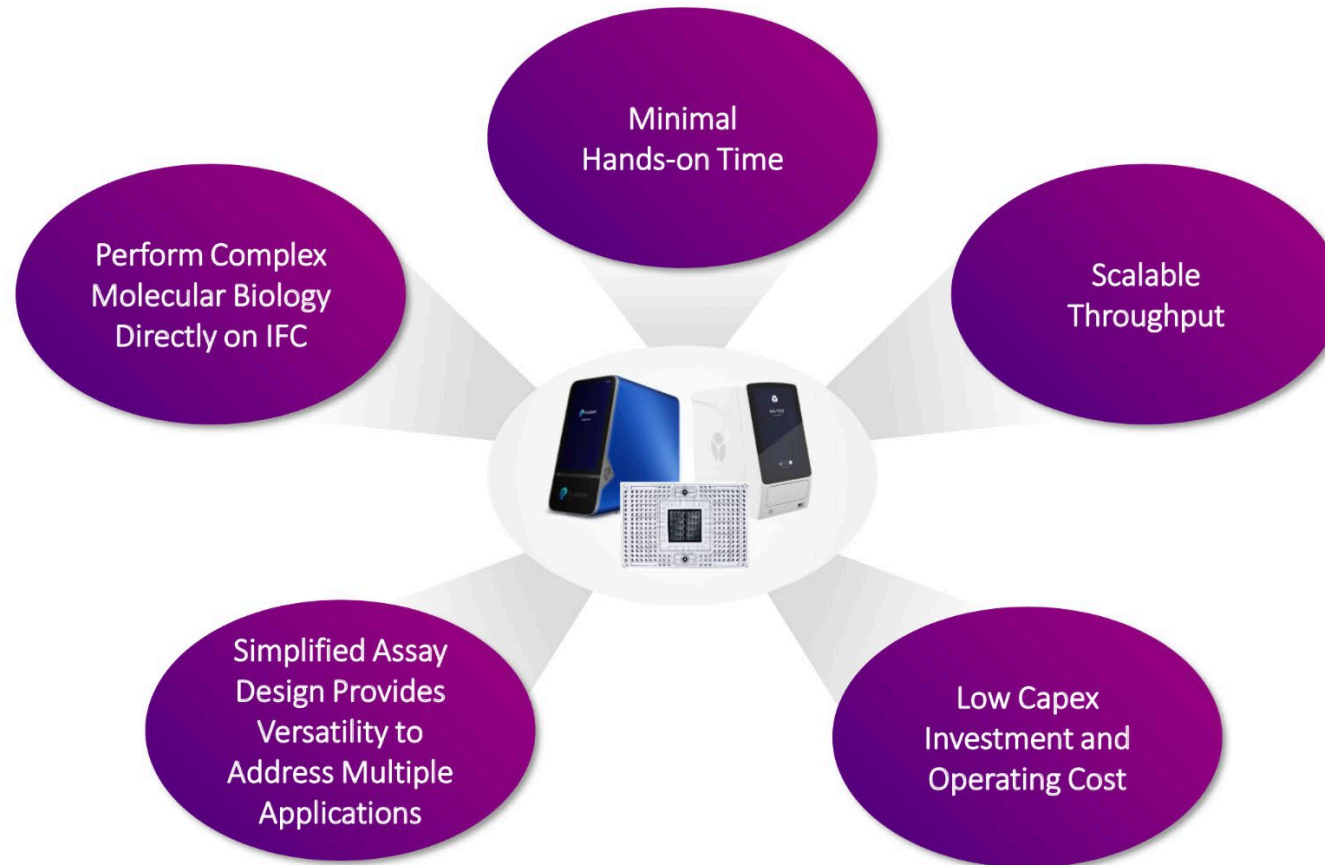 Minimal
Hands-on Time
Perform Complex
Molecular Biology
Directly on IFC
Scalable
Throughput
Simplified Assay
Design Provides
Versatility to
Address Multiple
Applications
Low Capex
Investment and
Operating Cost